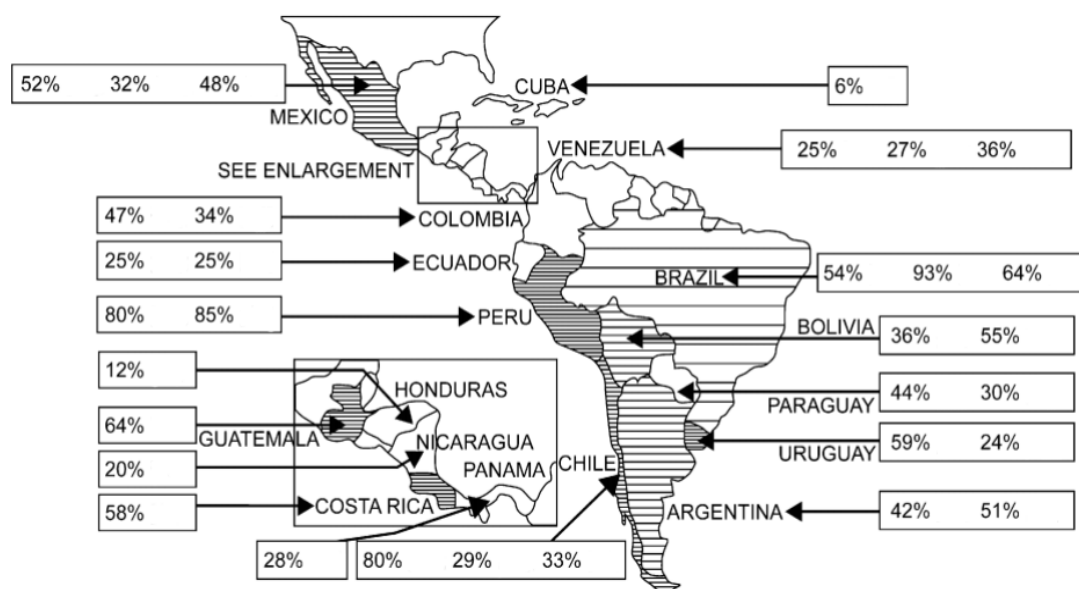 CUBA 6%
52% 32% 48%
MEXICO
VENEZUELA 25% 27% 36%
SEE ENLARGEMENT
47% 34% COLOMBIA
25% 25% ECUADOR
BRAZIL 54% 93% 64%
80% 85% PERU
BOLIVIA 36% 55%
12% HONDURAS
PARAGUAY 44% 30%
64% GUATEMALA
NICARAGUA
URUGUAY 59% 24%
20% PANAMA CHILE
58% COSTA RICA
ARGENTINA 42% 51%
28% 80% 29% 33%